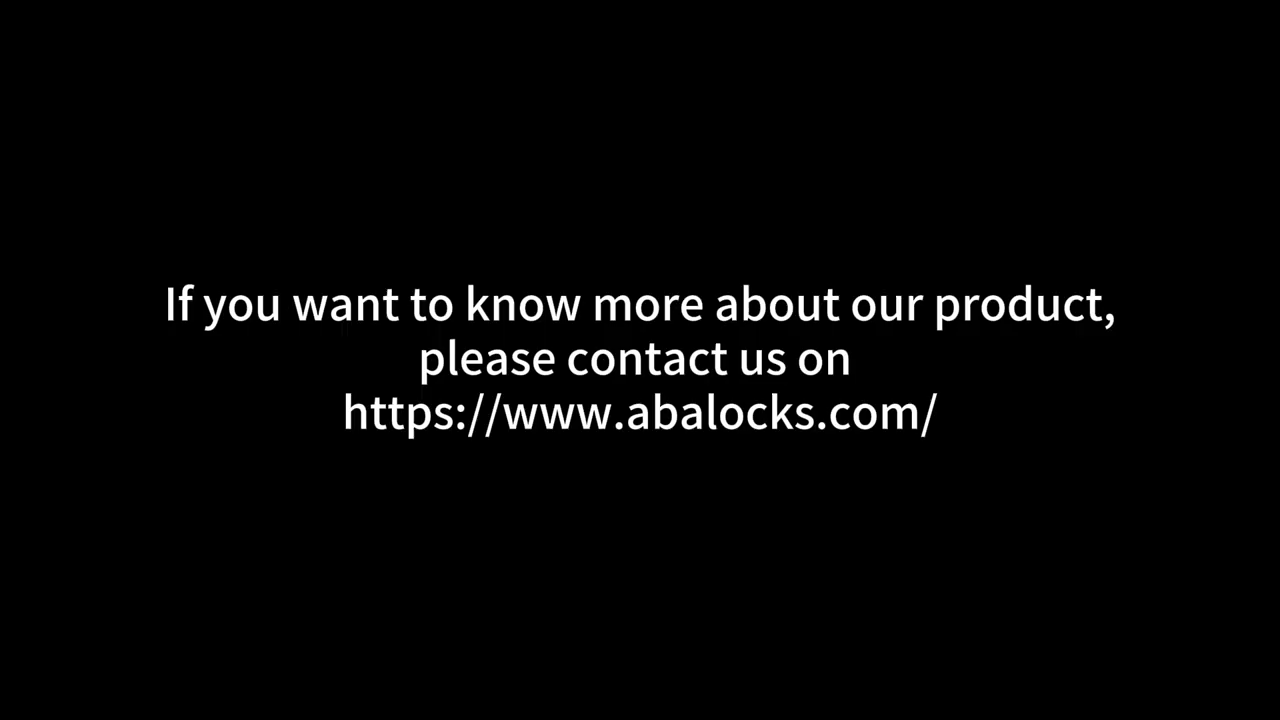 If you want to know more about our product,
please contact us on
https://www.abalocks.com/